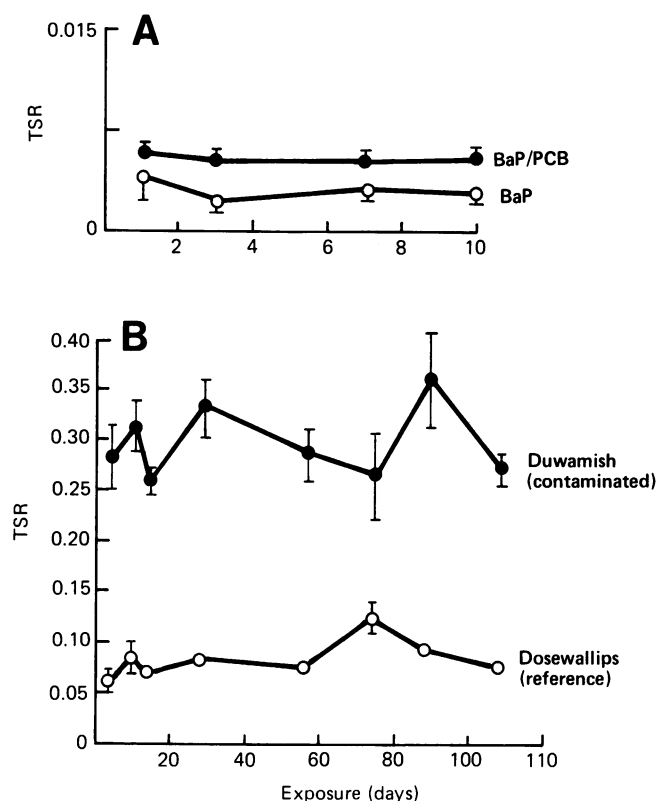 A
0.015
TSR
0
BaP/PCB
BaP
2 4 6 8 10
B
0.40
0.35
0.30
0.25
0.20
0.15
0.10
0.05
0
TSR
Duwamish
(contaminated)
Dosewallips
(reference)
20 40 60 80 100 110
Exposure (days)